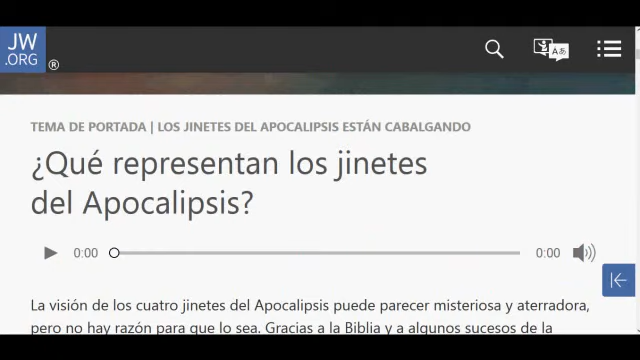 JW
.ORG
®
TEMA DE PORTADA | LOS JINETES DEL APOCALIPSIS ESTÁN CABALGANDO
¿Qué representan los jinetes
del Apocalipsis?
0:00 0:00
La visión de los cuatro jinetes del Apocalipsis puede parecer misteriosa y aterradora,
pero no hay razón para que lo sea. Gracias a la Biblia y a algunos sucesos de la